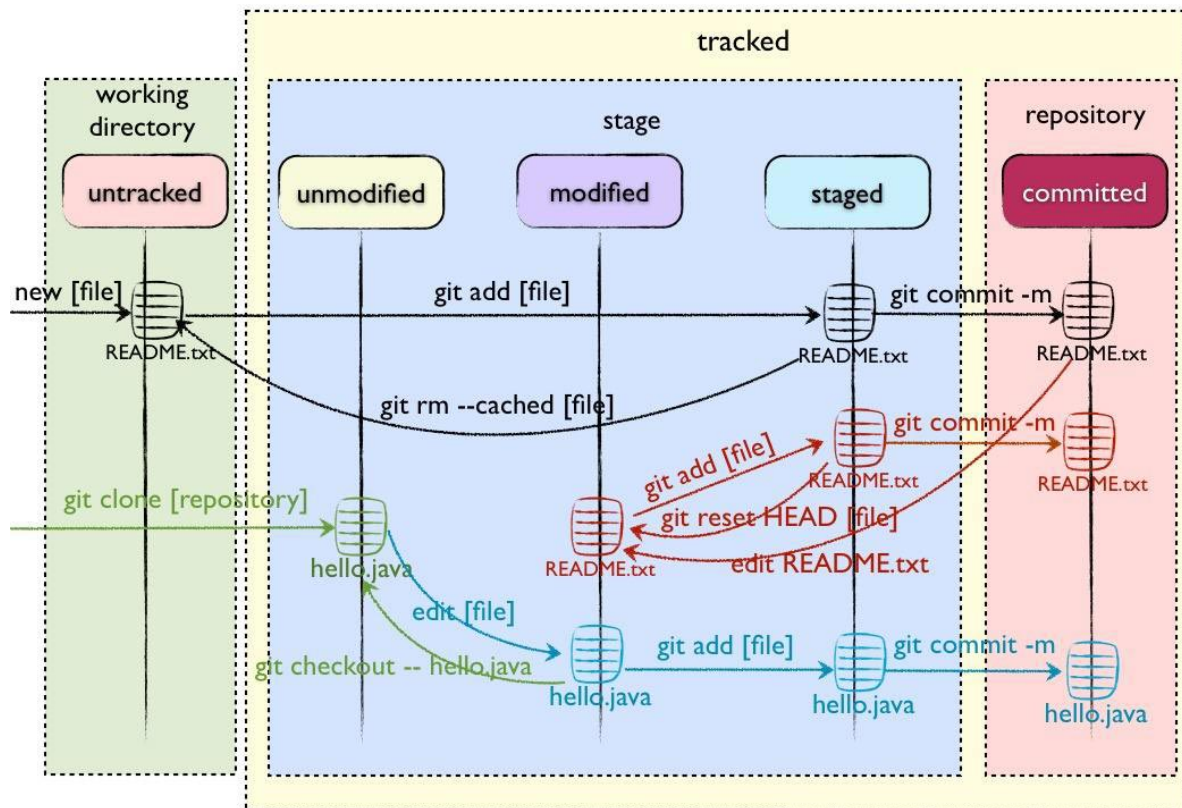 tracked
working
directory
stage
repository
untracked
unmodified
modified
staged
committed
new [file]
git add [file]
git commit -m
README.txt
README.txt
README.txt
git rm --cached [file]
git add [file]
git commit -m
README.txt
README.txt
git clone [repository]
git reset HEAD [file]
hello.java
README.txt
edit README.txt
edit [file]
git checkout -- hello.java
git add [file]
git commit -m
hello.java
hello.java
hello.java